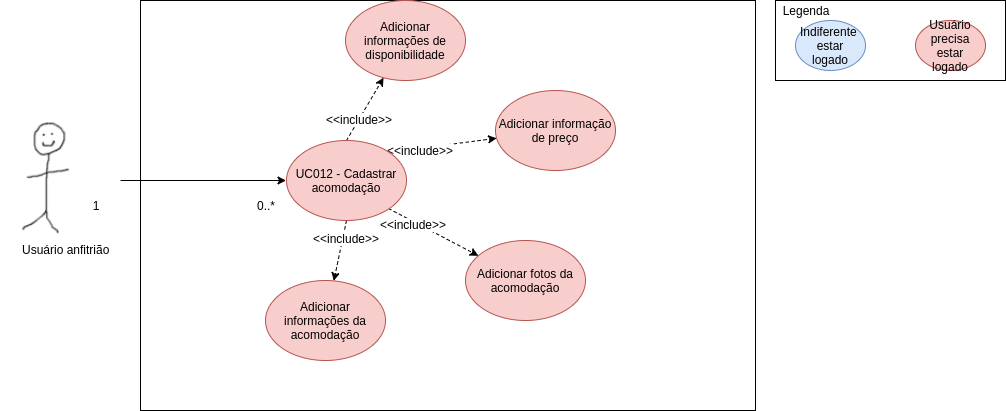 Adicionar
informações de
disponibilidade
<<include>>
Adicionar informação
de preço
<<include>>
UC012 - Cadastrar
acomodação
1
0..*
Usuário anfitrião
<<include>>
<<include>>
Adicionar fotos da
acomodação
Adicionar
informações da
acomodação
Legenda
Indiferente
estar
logado
Usuário
precisa
estar
logado